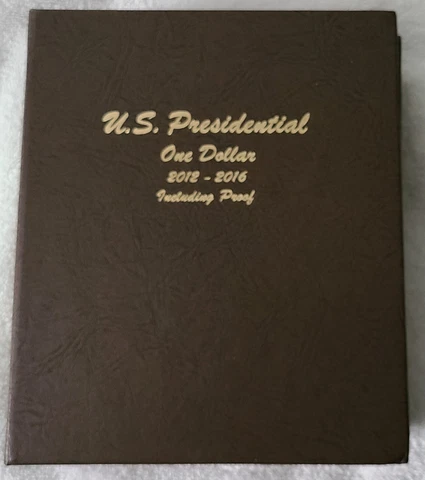 U.S. Presidential
One Dollar
2012 - 2016
Including Proof